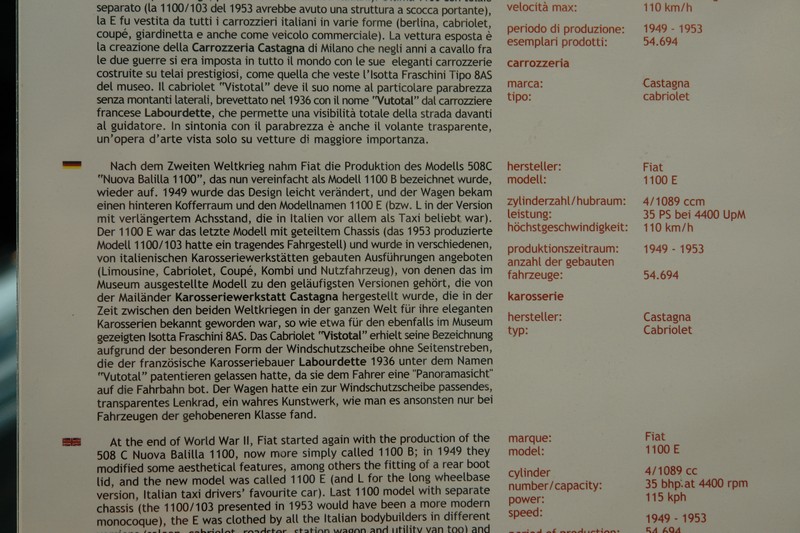 separato (la 1100/103 del 1953 avrebbe avuto una struttura a scocca portante),
la E fu vestita da tutti i carrozzieri italiani in varie forme (berlina, cabriolet,
coupé, giardinetta e anche come veicolo commerciale). La vettura esposta è
la creazione della Carrozzeria Castagna di Milano che negli anni a cavallo fra
le due guerre si era imposta in tutto il mondo con le sue eleganti carrozzerie
costruite su telai prestigiosi, come quella che veste l'Isotta Fraschini Tipo 8AS
del museo. Il cabriolet "Vistotal" deve il suo nome al particolare parabrezza
senza montanti laterali, brevettato nel 1936 con il nome "Vutotal" dal carrozziere
francese Labourdette, che permette una visibilità totale della strada davanti
al guidatore. In sintonia con il parabrezza è anche il volante trasparente,
un'opera d'arte vista solo su vetture di maggiore importanza.
velocità max: 110 km/h
periodo di produzione: 1949 - 1953
esemplari prodotti: 54.694
carrozzeria
marca: Castagna
tipo: cabriolet
Nach dem Zweiten Weltkrieg nahm Fiat die Produktion des Modells 508C
"Nuova Balilla 1100", das nun vereinfacht als Modell 1100 B bezeichnet wurde,
wieder auf. 1949 wurde das Design leicht verändert, und der Wagen bekam
einen hinteren Kofferraum und den Modellnamen 1100 E (bzw. L in der Version
mit verlängertem Achsstand, die in Italien vor allem als Taxi beliebt war).
Der 1100 E war das letzte Modell mit geteiltem Chassis (das 1953 produzierte
Modell 1100/103 hatte ein tragendes Fahrgestell) und wurde in verschiedenen,
von italienischen Karosseriewerkstätten gebauten Ausführungen angeboten
(Limousine, Cabriolet, Coupé, Kombi und Nutzfahrzeug), von denen das im
Museum ausgestellte Modell zu den geläufigsten Versionen gehört, die von
der Mailänder Karosseriewerkstatt Castagna hergestellt wurde, die in der
Zeit zwischen den beiden Weltkriegen in der ganzen Welt für ihre eleganten
Karosserien bekannt geworden war, so wie etwa für den ebenfalls im Museum
gezeigten Isotta Fraschini 8AS. Das Cabriolet "Vistotal" erhielt seine Bezeichnung
aufgrund der besonderen Form der Windschutzscheibe ohne Seitenstreben,
die der französische Karosseriebauer Labourdette 1936 unter dem Namen
"Vutotal" patentieren gelassen hatte, da sie dem Fahrer eine "Panoramasicht"
auf die Fahrbahn bot. Der Wagen hatte ein zur Windschutzscheibe passendes,
transparentes Lenkrad, ein wahres Kunstwerk, wie man es ansonsten nur bei
Fahrzeugen der gehobeneren Klasse fand.
hersteller: Fiat
modell: 1100 E
zylinderzahl/hubraum: 4/1089 ccm
leistung: 35 PS bei 4400 UpM
höchstgeschwindigkeit: 110 km/h
produktionszeitraum: 1949 - 1953
anzahl der gebauten
fahrzeuge: 54.694
karosserie
hersteller: Castagna
typ: Cabriolet
At the end of World War II, Fiat started again with the production of the
508 C Nuova Balilla 1100, now more simply called 1100 B; in 1949 they
modified some aesthetical features, among others the fitting of a rear boot
lid, and the new model was called 1100 E (and L for the long wheelbase
version, Italian taxi drivers' favourite car). Last 1100 model with separate
chassis (the 1100/103 presented in 1953 would have been a more modern
monocoque), the E was clothed by all the Italian bodybuilders in different
(saloon, cabriolet, roadster, station wagon and utility van too) and
marque: Fiat
model: 1100 E
cylinder 4/1089 cc
number/capacity: 35 bhp at 4400 rpm
power: 115 kph
speed:
1949 - 1953
period of production: 54.694